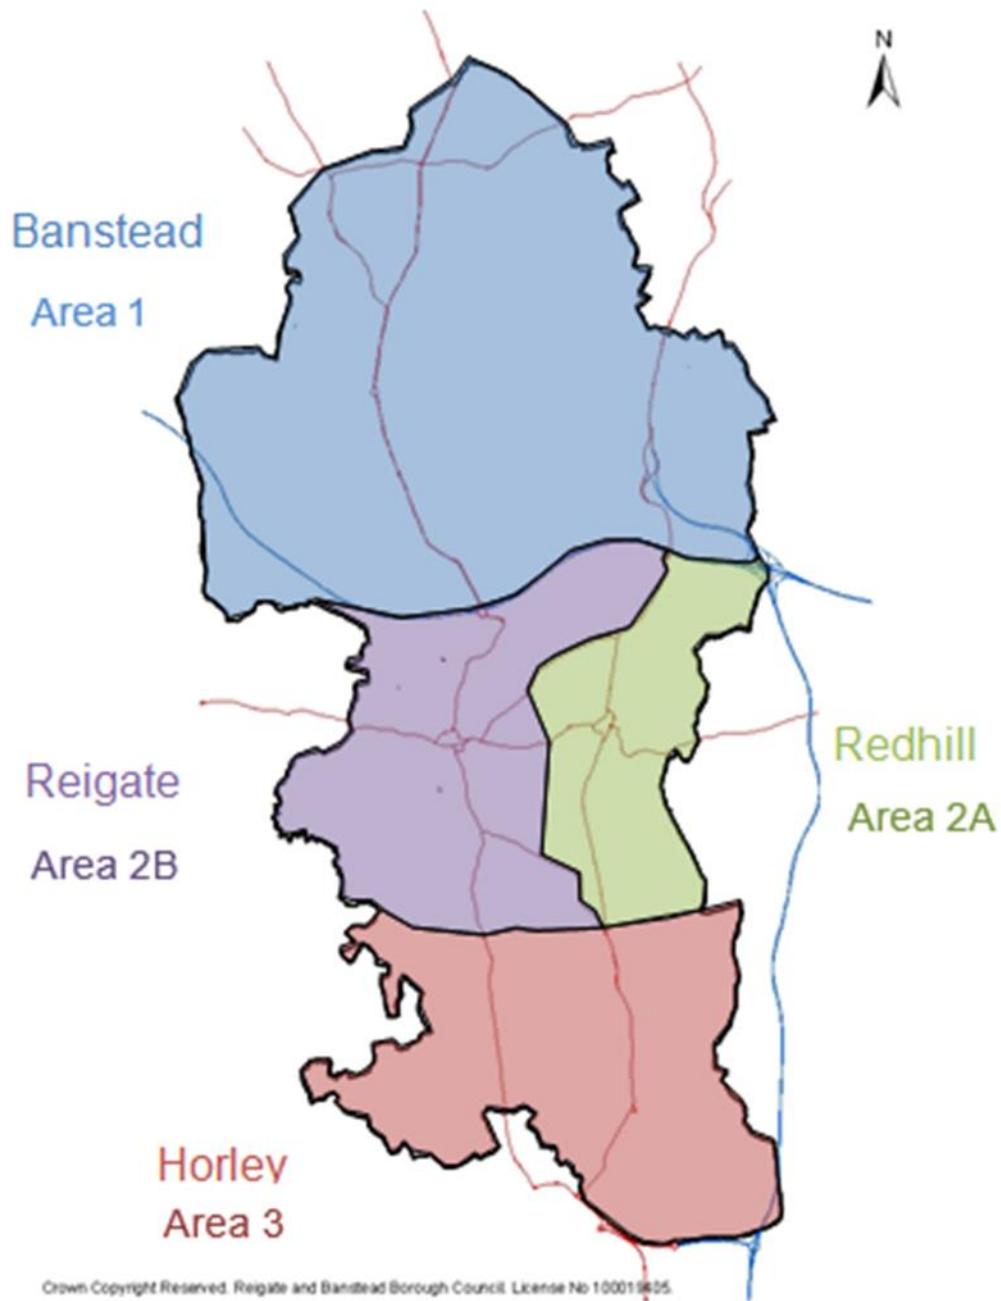 N
Banstead
Area 1
Redhill
Area 2A
Reigate
Area 2B
Horley
Area 3
Crown Copyright Reserved. Reigate and Banstead Borough Council. License No 100019405.